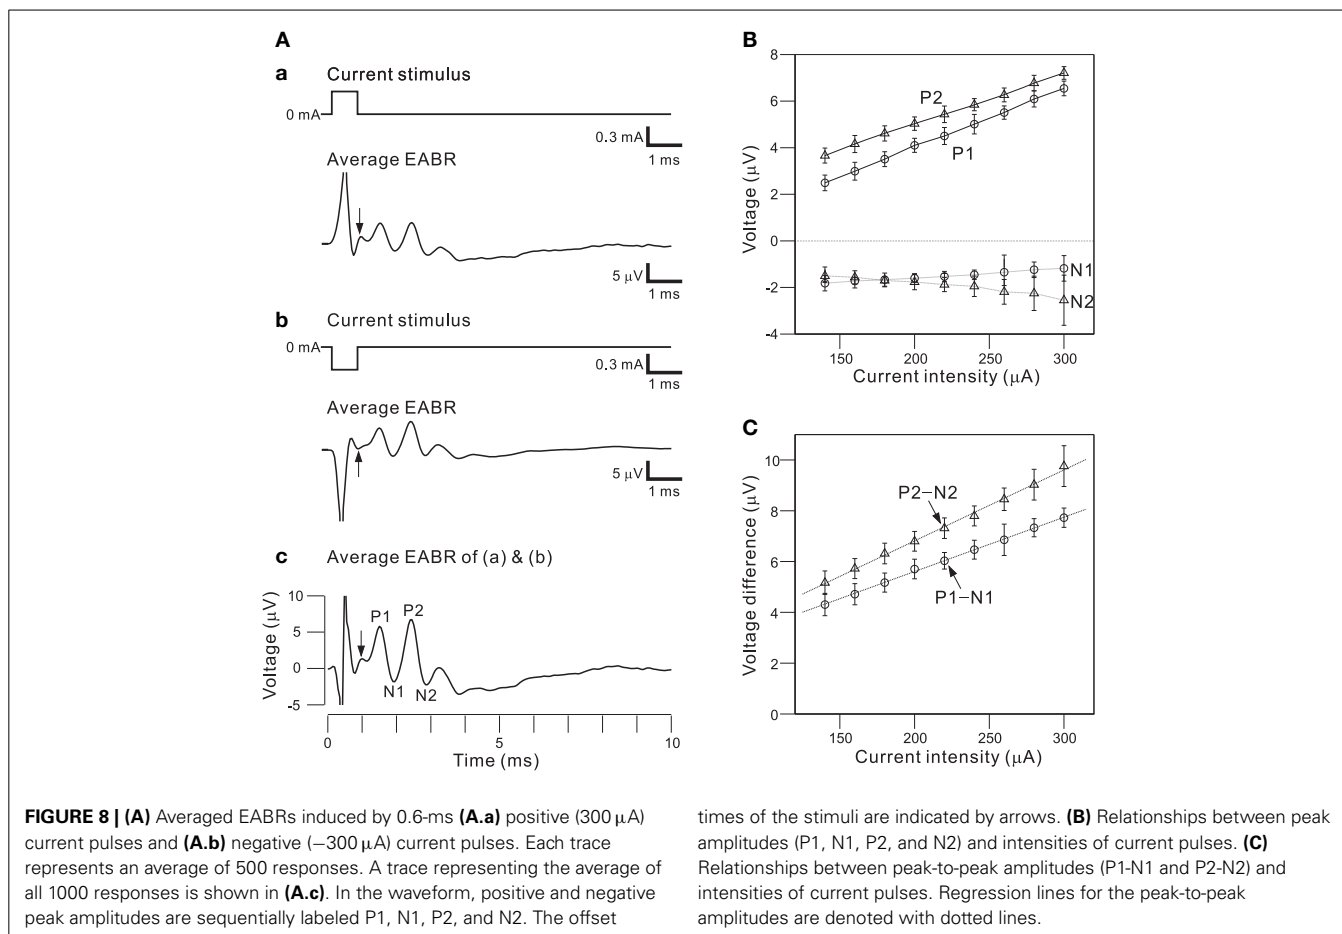 A
a
Current stimulus
0 mA
0.3 mA
1 ms
Average EABR
5 μV
1 ms
b
Current stimulus
0 mA
0.3 mA
1 ms
Average EABR
5 μV
1 ms
c
Average EABR of (a) & (b)
Voltage (μV)
10
5
0
-5
P1
P2
N1
N2
0
5
10
Time (ms)
B
Voltage (μV)
8
6
4
2
0
-2
-4
P2
P1
N1
N2
150
200
250
300
Current intensity (μA)
C
Voltage difference (μV)
10
8
6
4
2
0
P2–N2
P1–N1
150
200
250
300
Current intensity (μA)
FIGURE 8 | (A) Averaged EABRs induced by 0.6-ms (A.a) positive (300 μA)
current pulses and (A.b) negative (−300 μA) current pulses. Each trace
represents an average of 500 responses. A trace representing the average of
all 1000 responses is shown in (A.c). In the waveform, positive and negative
peak amplitudes are sequentially labeled P1, N1, P2, and N2. The offset
times of the stimuli are indicated by arrows. (B) Relationships between peak
amplitudes (P1, N1, P2, and N2) and intensities of current pulses. (C)
Relationships between peak-to-peak amplitudes (P1-N1 and P2-N2) and
intensities of current pulses. Regression lines for the peak-to-peak
amplitudes are denoted with dotted lines.